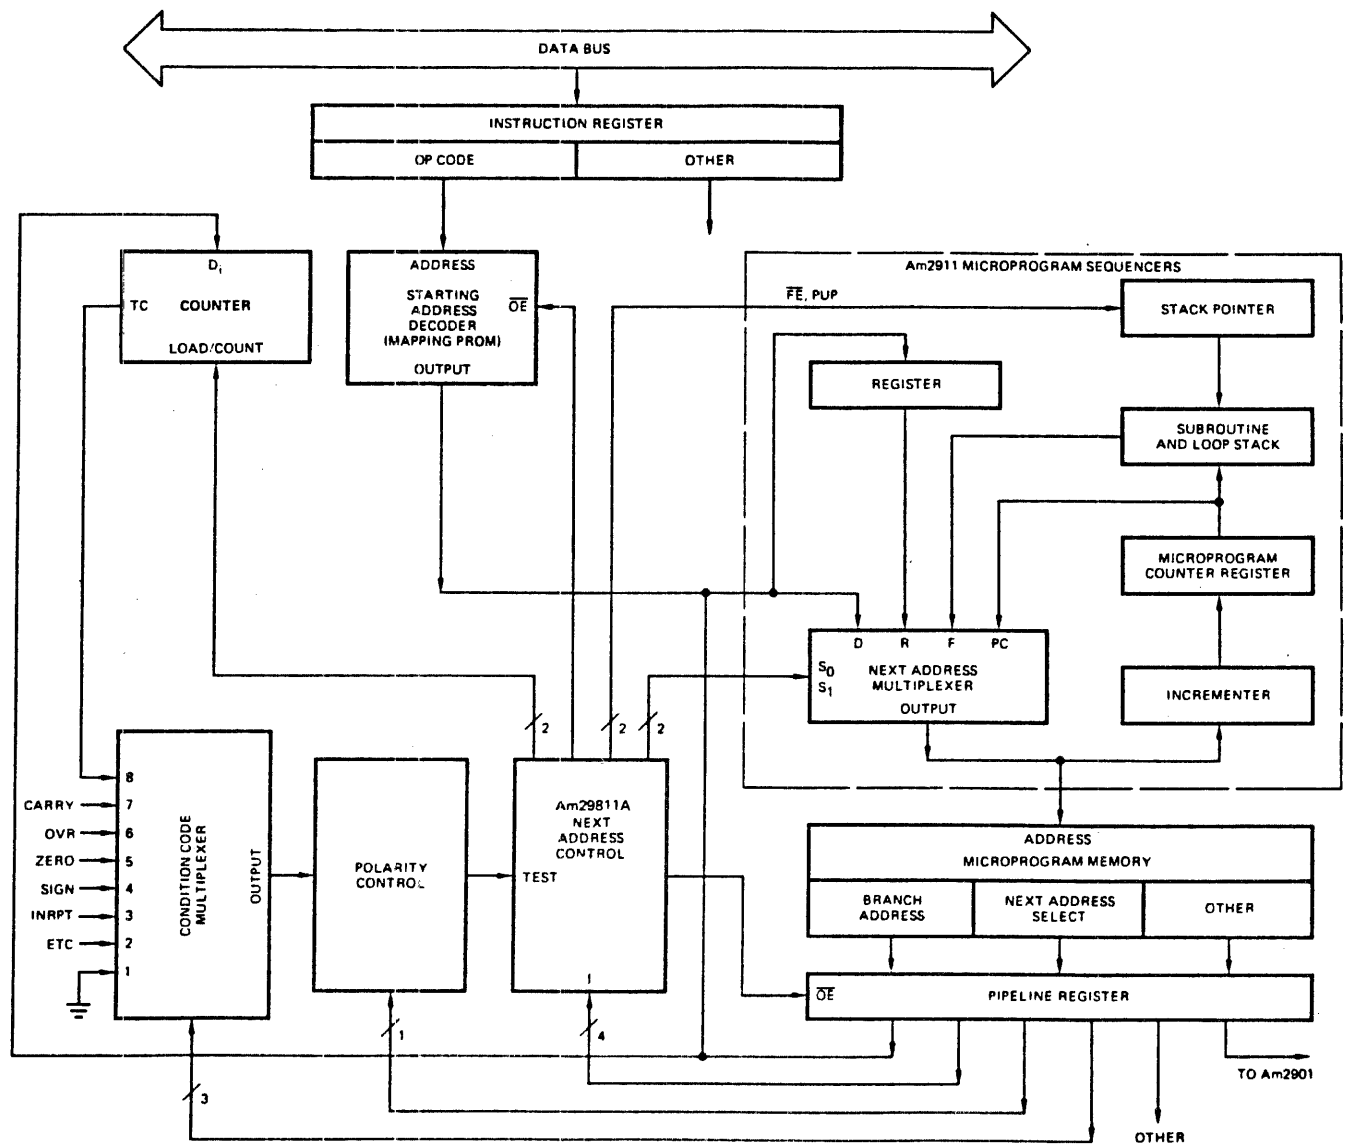 DATA BUS
INSTRUCTION REGISTER
OP CODE
OTHER
Di
TC
COUNTER
LOAD/COUNT
ADDRESS
STARTING
ADDRESS
DECODER
(MAPPING PROM)
OE
OUTPUT
Am2911 MICROPROGRAM SEQUENCERS
FE, PUP
STACK POINTER
REGISTER
SUBROUTINE
AND LOOP STACK
MICROPROGRAM
COUNTER REGISTER
D R F PC
S0
S1
NEXT ADDRESS
MULTIPLEXER
OUTPUT
INCREMENTER
2
2
2
8
CARRY 7
OVR 6
ZERO 5
SIGN 4
INRPT 3
ETC 2
1
CONDITION CODE
MULTIPLEXER
OUTPUT
POLARITY
CONTROL
Am29811A
NEXT
ADDRESS
CONTROL
TEST
I
ADDRESS
MICROPROGRAM MEMORY
BRANCH
ADDRESS
NEXT ADDRESS
SELECT
OTHER
OE
PIPELINE REGISTER
1
4
3
TO Am2901
OTHER